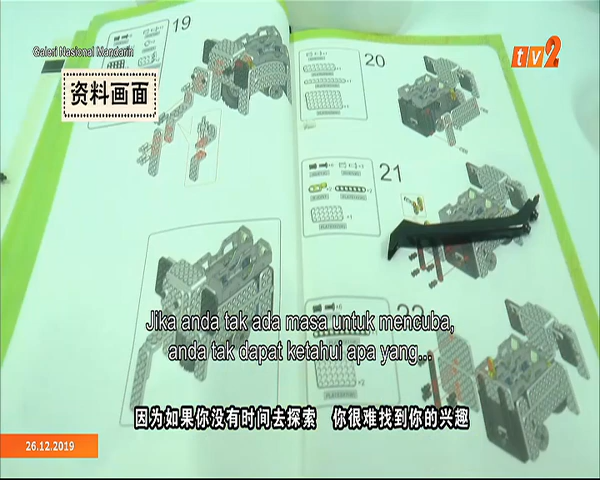 Galeri Nasional Mandarin
tv2
资料画面
19
20
21
22
Jika anda tak ada masa untuk mencuba,
anda tak dapat ketahui apa yang...
因为如果你没有时间去探索 你很难找到你的兴趣
26.12.2019